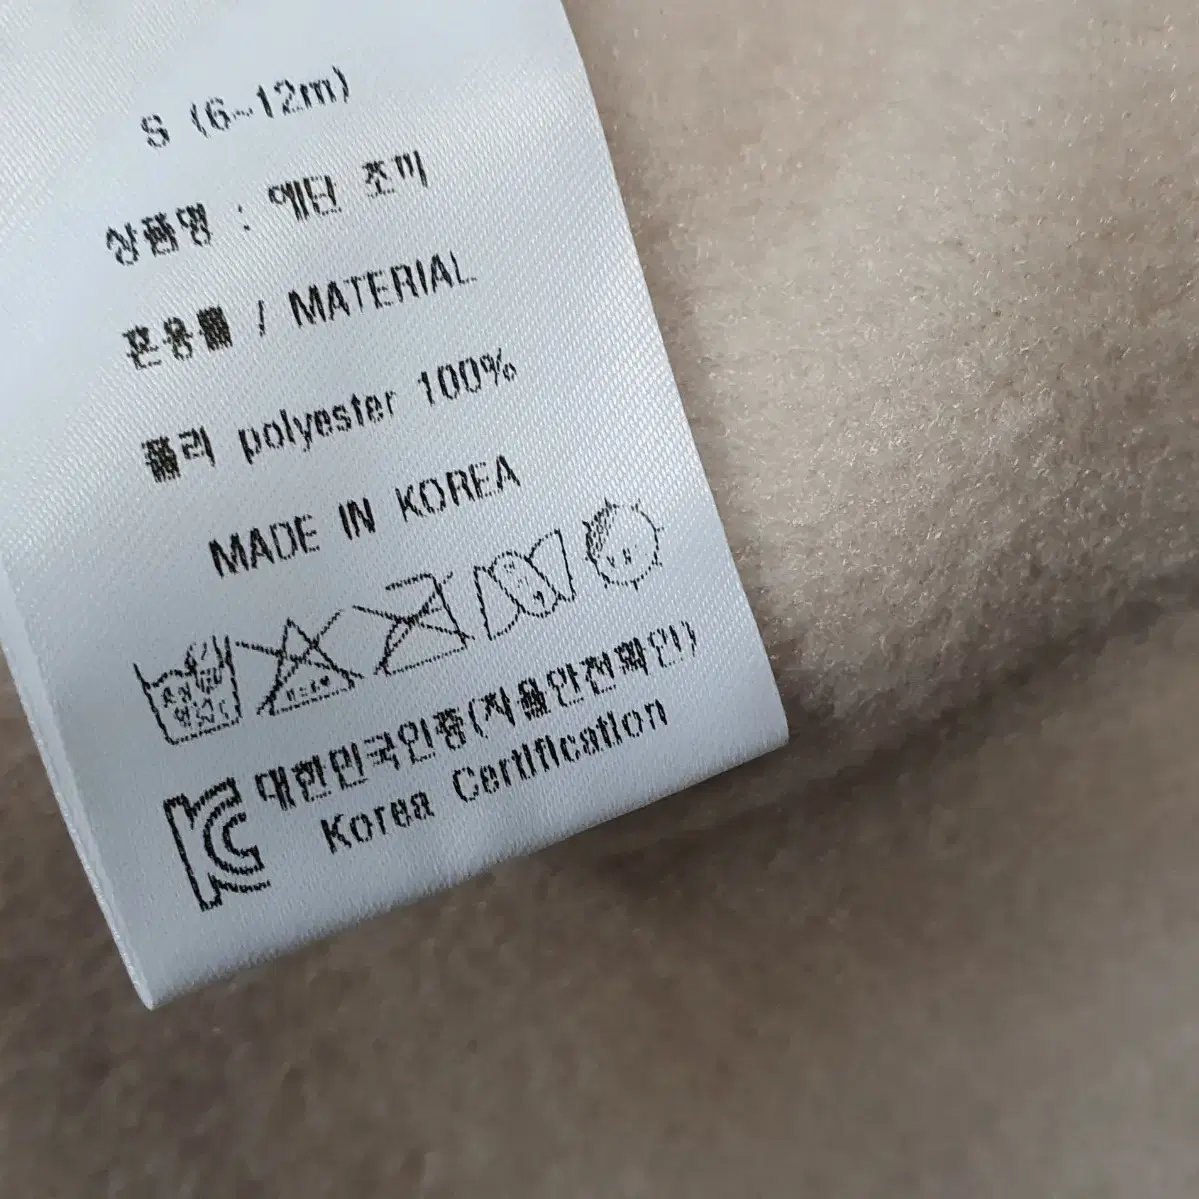 S (6~12m)
상품명 : 에단 조끼
혼용률 / MATERIAL
폴리 polyester 100%
MADE IN KOREA
대한민국인증(자율안전확인)
Korea Certification